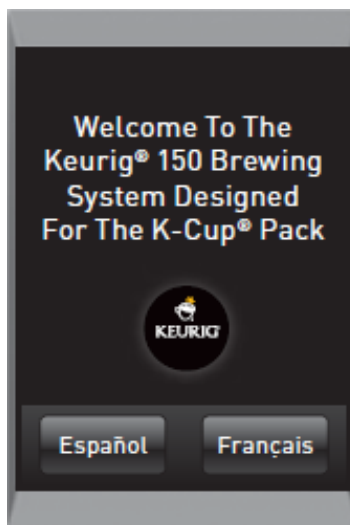 Welcome To The
Keurig® 150 Brewing
System Designed
For The K-Cup® Pack
KEURIG
Español Français